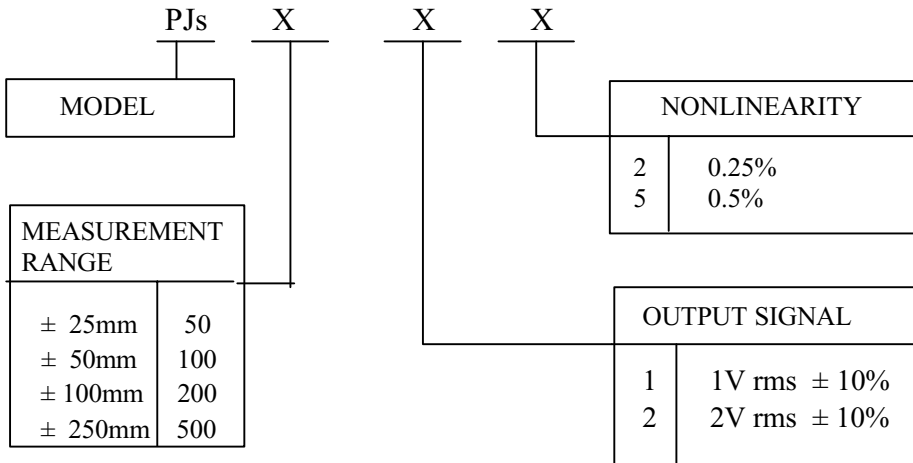 PJs X X X
MODEL
NONLINEARITY
2 0.25%
5 0.5%
MEASUREMENT
RANGE
± 25mm 50
± 50mm 100
± 100mm 200
± 250mm 500
OUTPUT SIGNAL
1 1V rms ± 10%
2 2V rms ± 10%